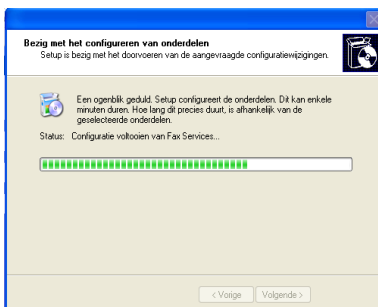 Bezig met het configureren van onderdelen
Setup is bezig met het doorvoeren van de aangevraagde configuratiewijzigingen.
Een ogenblik geduld. Setup configureert de onderdelen. Dit kan enkele
minuten duren. Hoe lang dit precies duurt, is afhankelijk van de
geselecteerde onderdelen.
Status: Configuratie voltooien van Fax Services...
< Vorige Volgende >